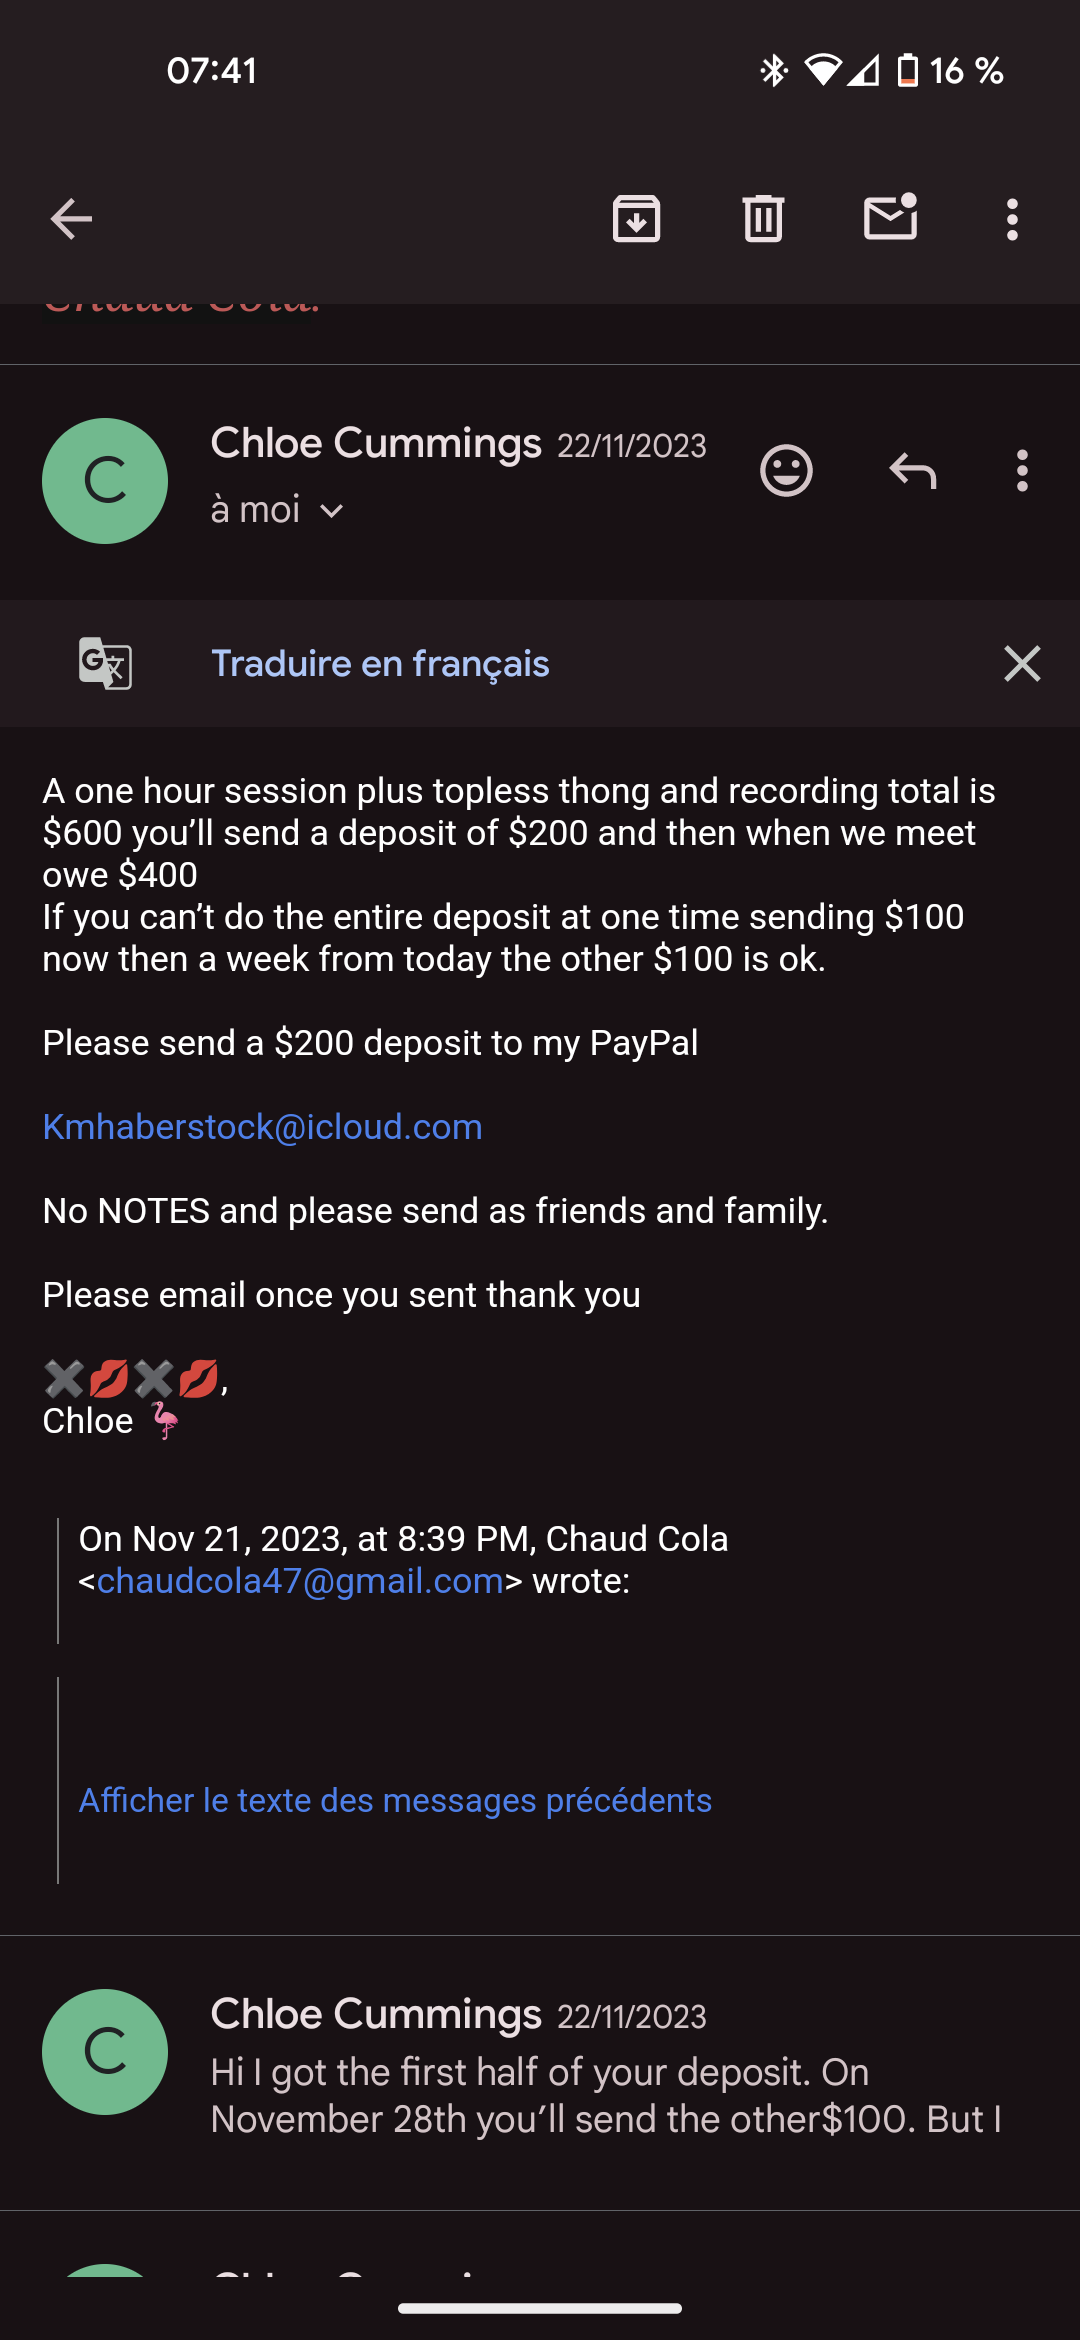 07:41
16 %
Chaud Cola.
Chloe Cummings 22/11/2023
à moi
Traduire en français
A one hour session plus topless thong and recording total is
$600 you’ll send a deposit of $200 and then when we meet
owe $400
If you can’t do the entire deposit at one time sending $100
now then a week from today the other $100 is ok.
Please send a $200 deposit to my PayPal
Kmhaberstock@icloud.com
No NOTES and please send as friends and family.
Please email once you sent thank you
✖️💋✖️💋,
Chloe 🦩
On Nov 21, 2023, at 8:39 PM, Chaud Cola
<chaudcola47@gmail.com> wrote:
Afficher le texte des messages précédents
C
Chloe Cummings 22/11/2023
Hi I got the first half of your deposit. On
November 28th you’ll send the other$100. But I